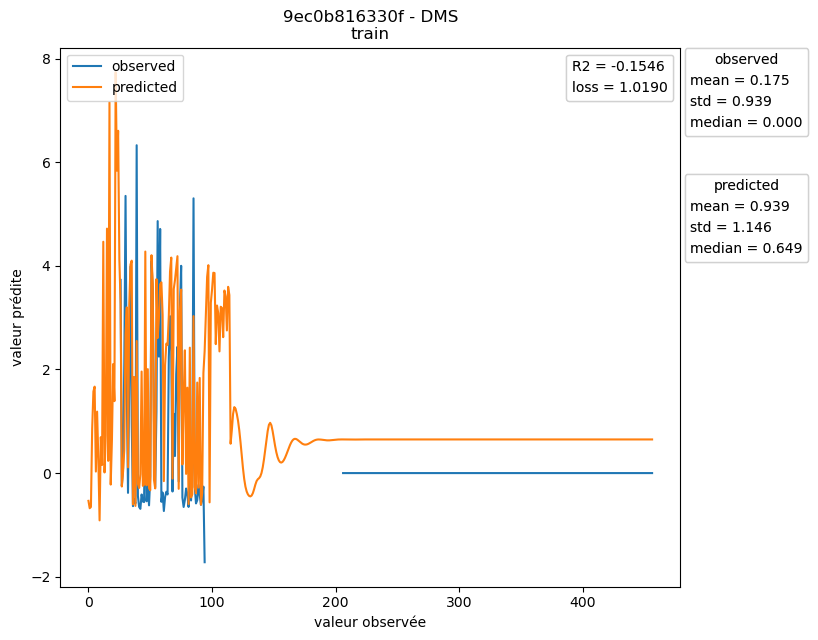 9ec0b816330f - DMS
train
observed
predicted
R2 = -0.1546
loss = 1.0190
observed
mean = 0.175
std = 0.939
median = 0.000
predicted
mean = 0.939
std = 1.146
median = 0.649
8
6
4
2
0
−2
valeur prédite
0
100
200
300
400
valeur observée